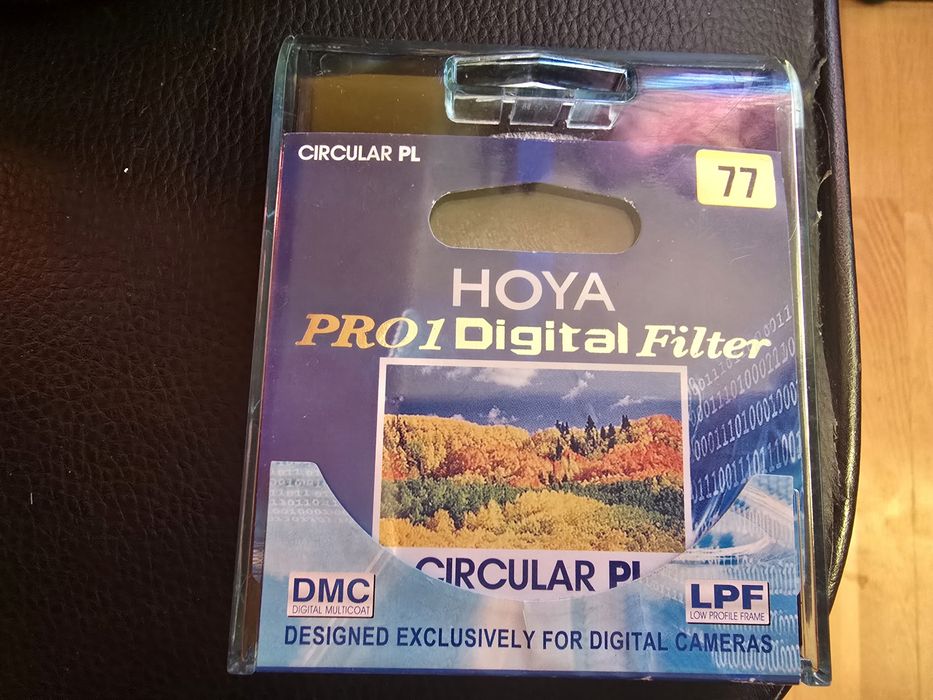 CIRCULAR PL
77
HOYA
PRO1 Digital Filter
CIRCULAR PL
DMC
DIGITAL MULTICOAT
LPF
LOW PROFILE FRAME
DESIGNED EXCLUSIVELY FOR DIGITAL CAMERAS